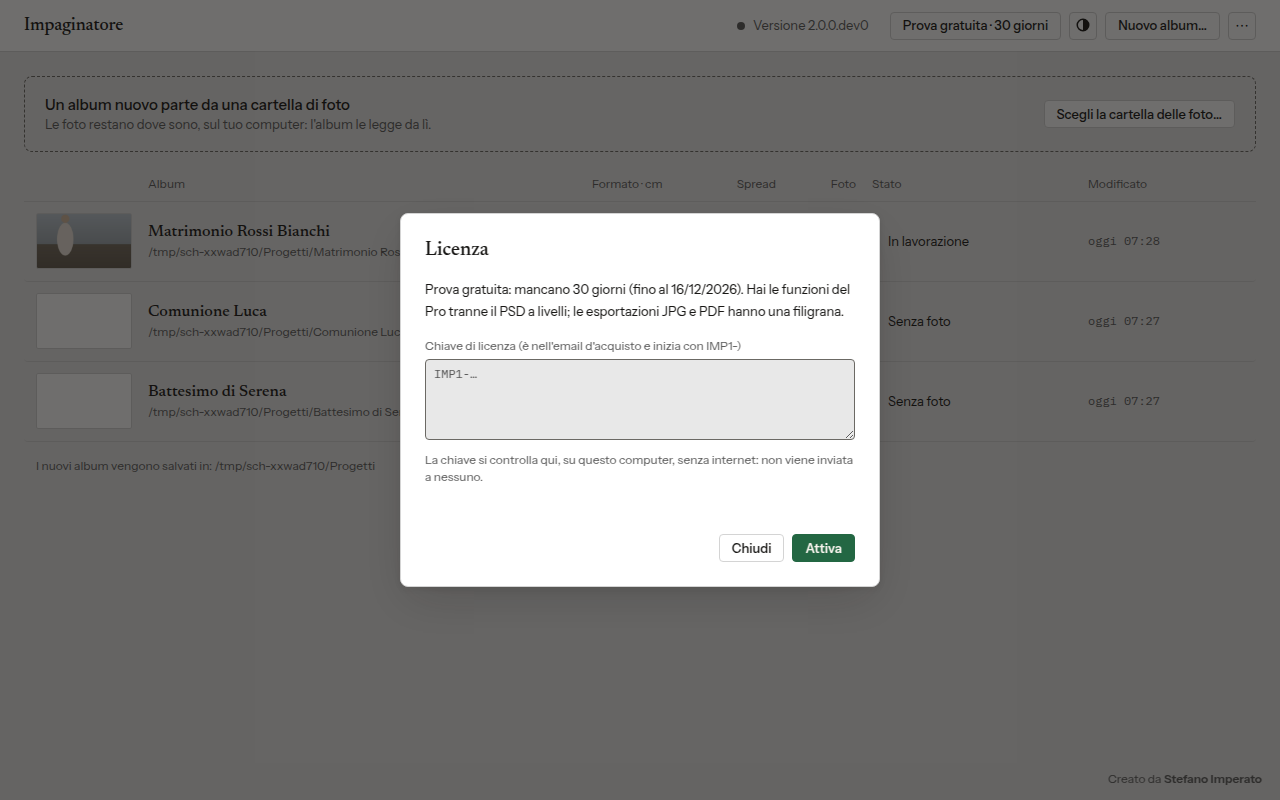 Impaginatore
Versione 2.0.0.dev0
Prova gratuita · 30 giorni
Nuovo album…
Un album nuovo parte da una cartella di foto
Le foto restano dove sono, sul tuo computer: l'album le legge da lì.
Scegli la cartella delle foto…
Album Formato · cm Spread Foto Stato Modificato
Matrimonio Rossi Bianchi
/tmp/sch-xxwad710/Progetti/Matrimonio Ros
In lavorazione
oggi 07:28
Comunione Luca
/tmp/sch-xxwad710/Progetti/Comunione Luc
Senza foto
oggi 07:27
Battesimo di Serena
/tmp/sch-xxwad710/Progetti/Battesimo di Se
Senza foto
oggi 07:27
I nuovi album vengono salvati in: /tmp/sch-xxwad710/Progetti
Licenza
Prova gratuita: mancano 30 giorni (fino al 16/12/2026). Hai le funzioni del
Pro tranne il PSD a livelli; le esportazioni JPG e PDF hanno una filigrana.
Chiave di licenza (è nell'email d'acquisto e inizia con IMP1-)
IMP1-…
La chiave si controlla qui, su questo computer, senza internet: non viene inviata
a nessuno.
Chiudi
Attiva
Creato da Stefano Imperato